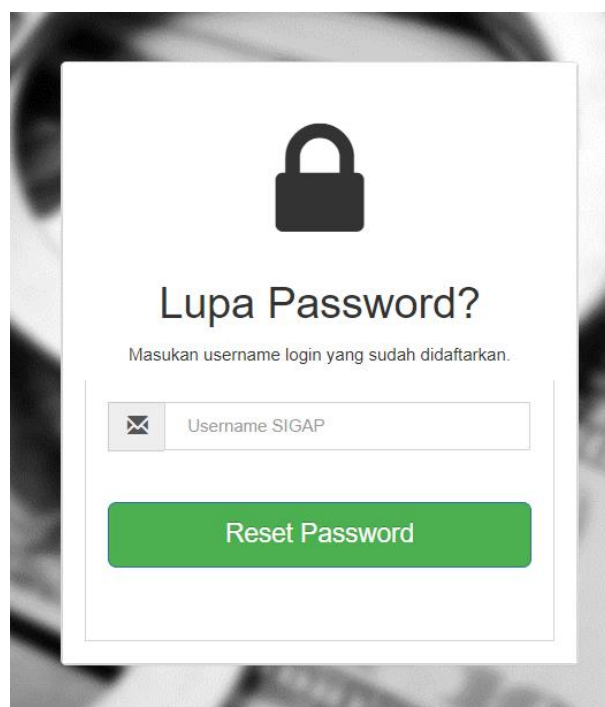 Lupa Password?
Masukan username login yang sudah didaftarkan.
Username SIGAP
Reset Password